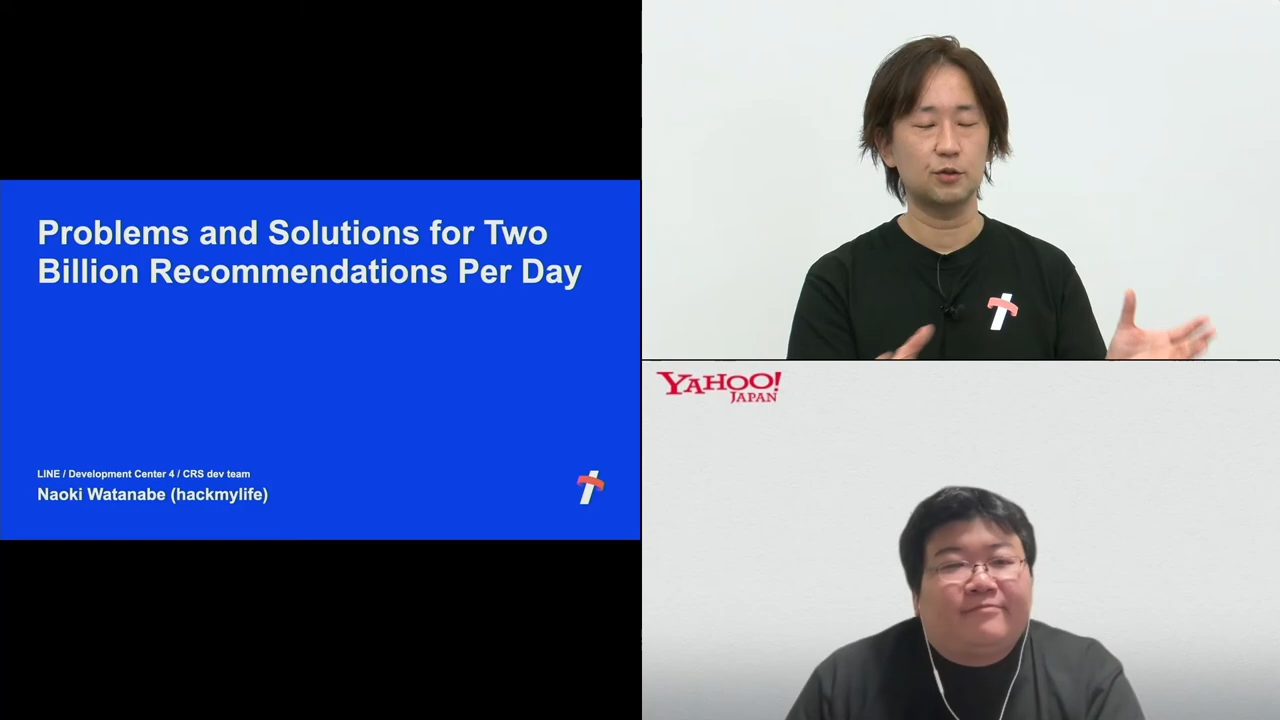 Problems and Solutions for Two
Billion Recommendations Per Day
LINE / Development Center 4 / CRS dev team
Naoki Watanabe (hackmylife)
YAHOO!
JAPAN